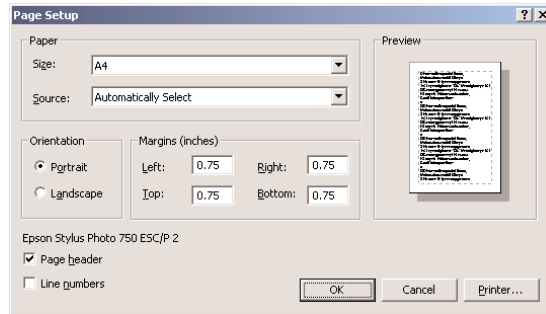 Page Setup
Paper
Size: A4
Source: Automatically Select
Preview
Orientation
Portrait
Landscape
Margins (inches)
Left: 0.75 Right: 0.75
Top: 0.75 Bottom: 0.75
Epson Stylus Photo 750 ESC/P 2
Page header
Line numbers
OK Cancel Printer...